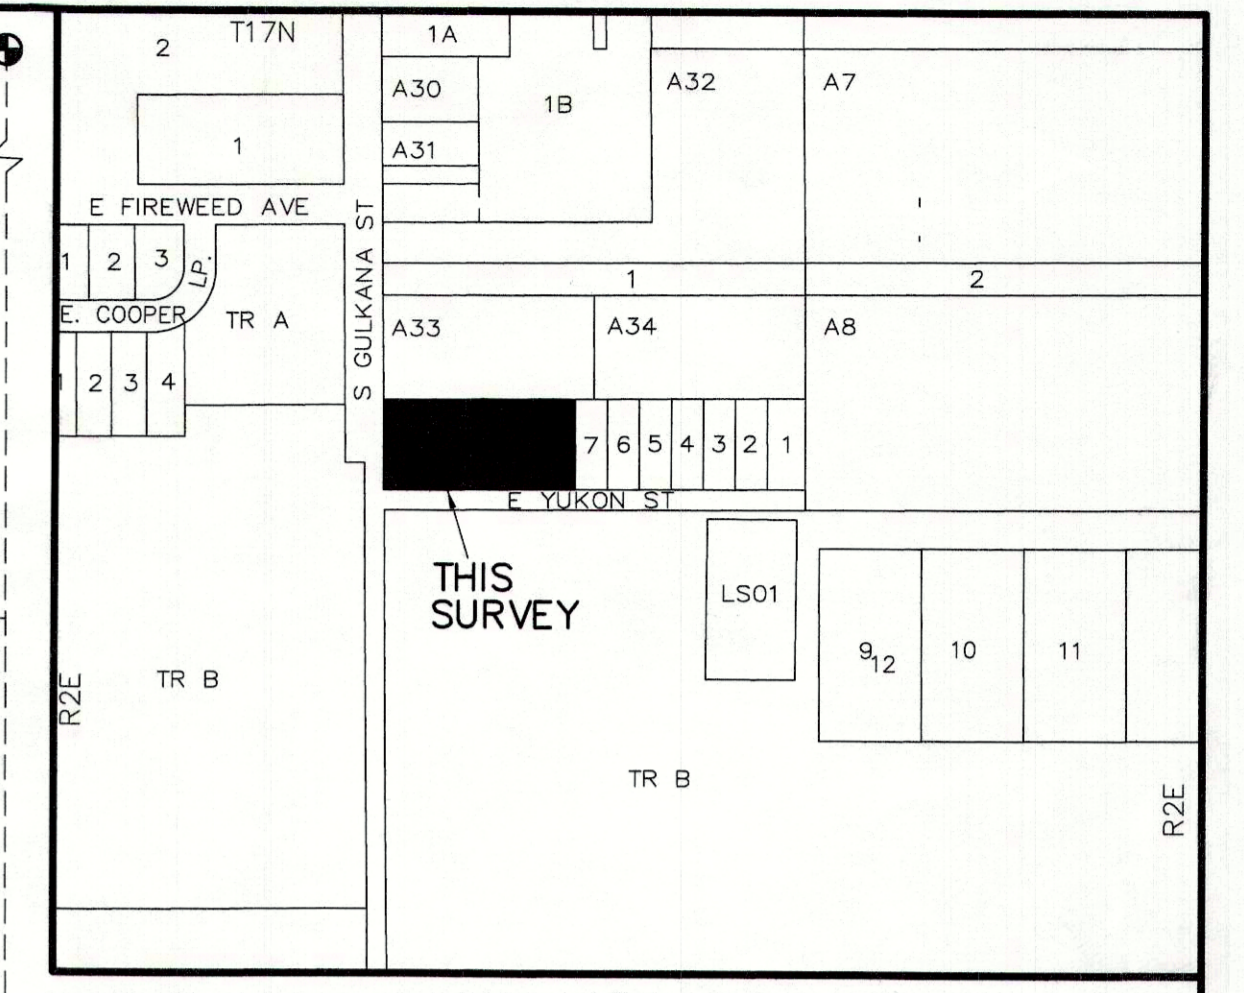 T17N
2
1A
A30
1B
A32
A7
1
A31
E FIREWEED AVE
S GULKANA ST
1 2 3
LP.
1
2
E. COOPER
TR A
A33
A34
A8
1 2 3 4
7 6 5 4 3 2 1
E YUKON ST
THIS
SURVEY
LS01
9
12
10
11
TR B
R2E
TR B
R2E